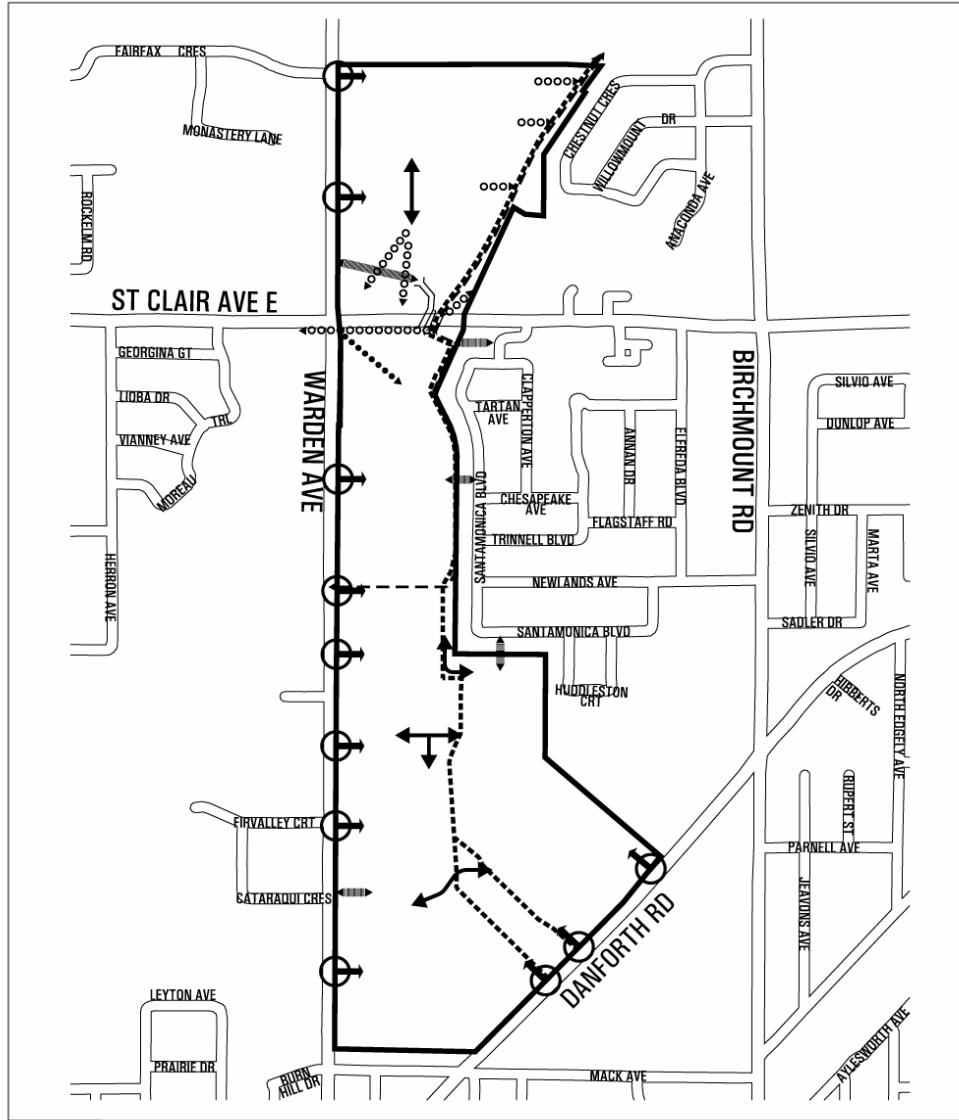 FAIRFAX CRES
MONASTERY LANE
ROCKELM RD
CHESTNUT CRES
WILLOWMOUNT DR
ANACONDA AVE
ST CLAIR AVE E
GEORGINA GT
LIOBA DR
TRL
VIANNEY AVE
MOREAU
WARDEN AVE
HERRON AVE
TARTAN AVE
CLAPPERTON AVE
SANTAMONICA BLVD
CHESAPEAKE AVE
ANNAN DR
ELFREDA BLVD
FLAGSTAFF RD
TRINNELL BLVD
NEWLANDS AVE
SANTAMONICA BLVD
HUDDLESTON CRT
BIRCHMOUNT RD
SILVIO AVE
DUNLOP AVE
ZENITH DR
SILVIO AVE
MARTA AVE
SADLER DR
HIBBERTS DR
NORTH EDGELY AVE
RUPERT ST
PARNELL AVE
JEAVONS AVE
FIRVALLEY CRT
CATARAQUI CRES
DANFORTH RD
LEYTON AVE
PRAIRIE DR
BURN HILL DR
MACK AVE
AYLESWORTH AVE